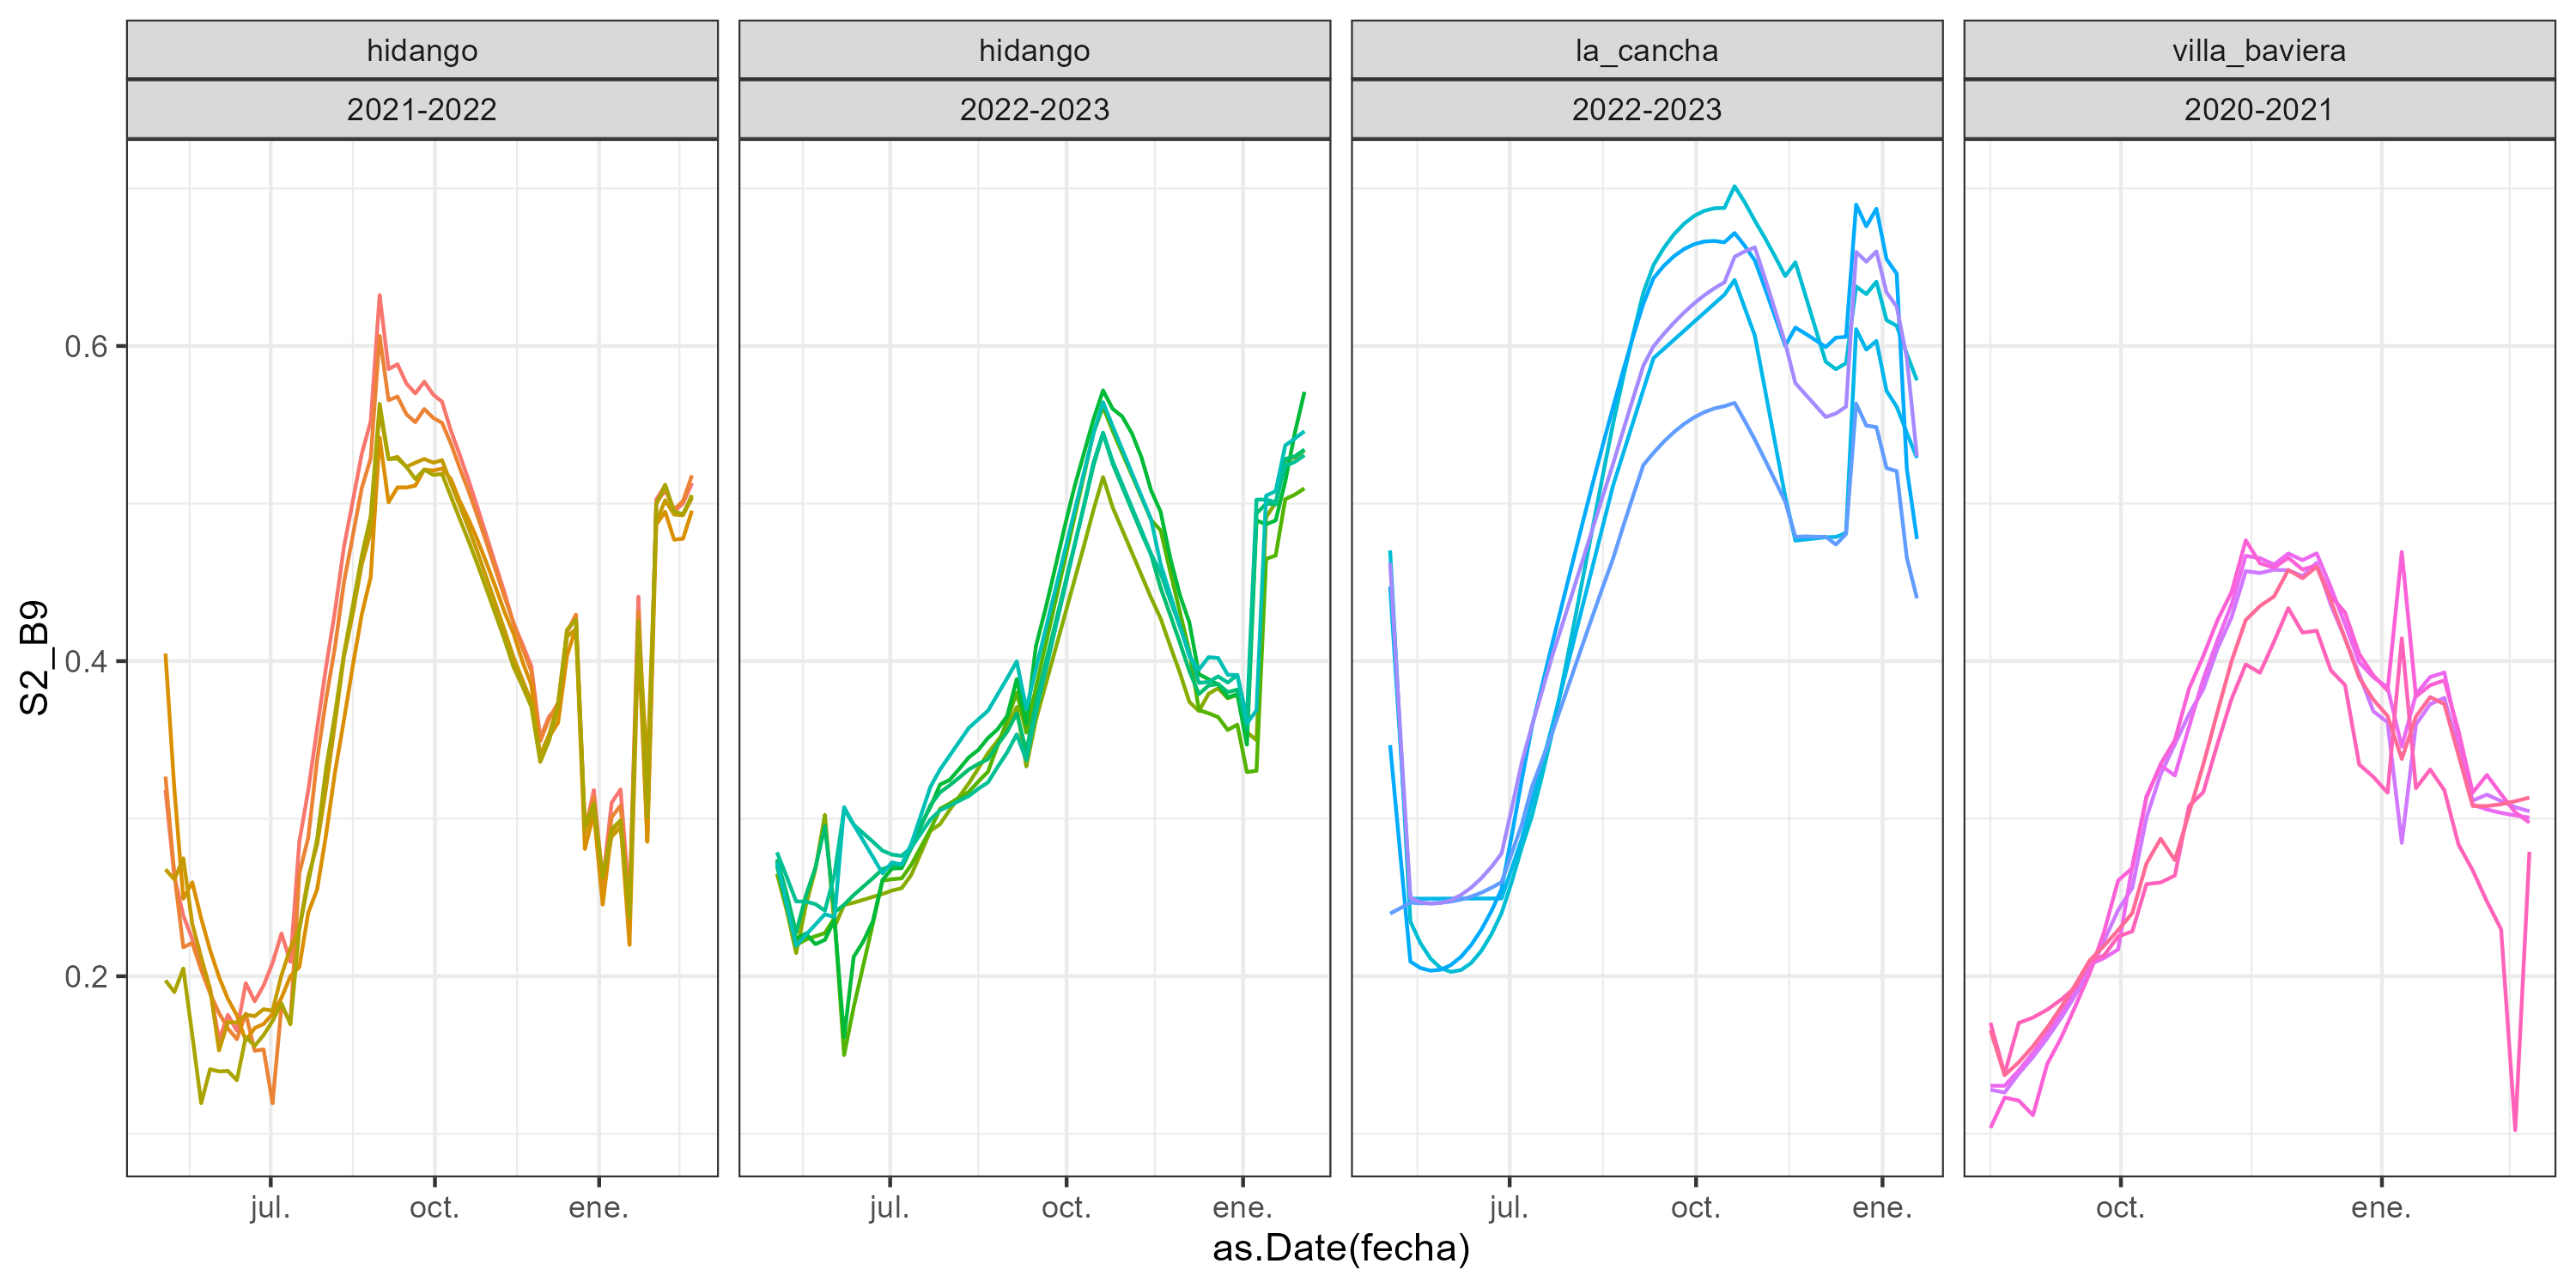 hidango hidango la_cancha villa_baviera
2021-2022 2022-2023 2022-2023 2020-2021
S2_B9
0.6
0.4
0.2
jul. oct. ene. jul. oct. ene. jul. oct. ene. oct. ene.
as.Date(fecha)